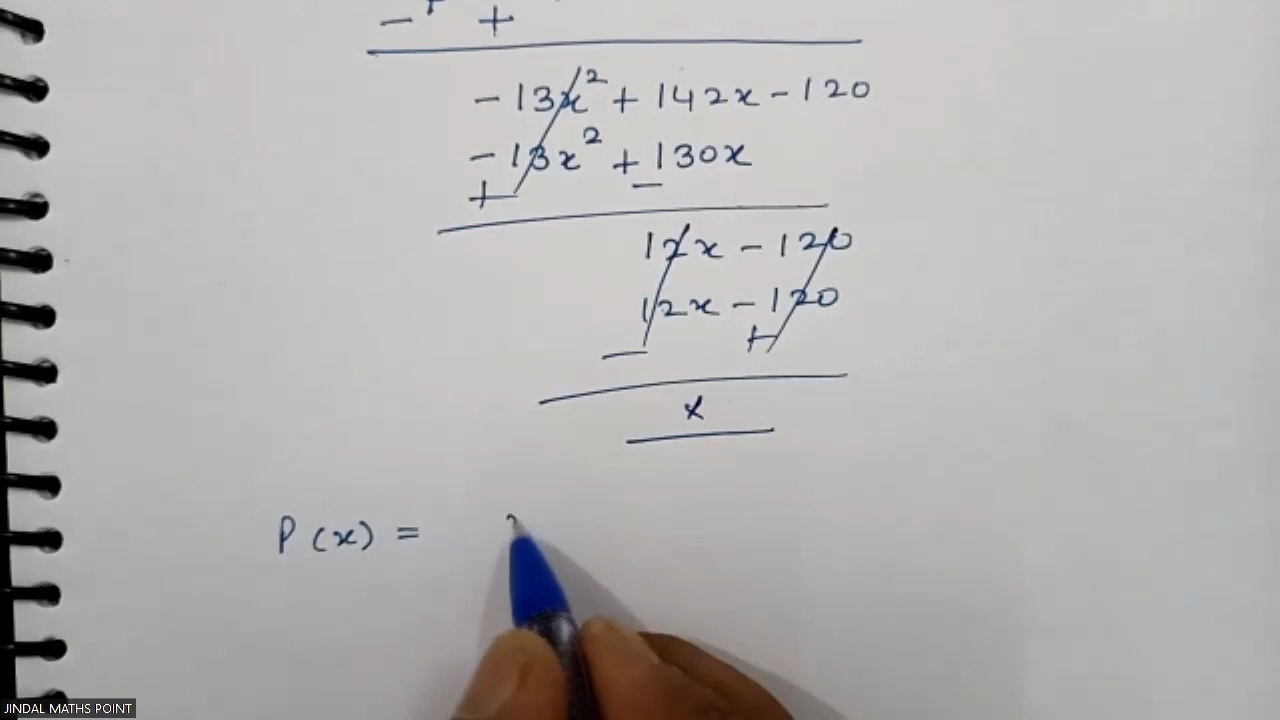 - +
- 13x² + 142x - 120
- 13x² + 130x
+ -
12x - 120
12x - 120
- +
x
P(x) =
JINDAL MATHS POINT